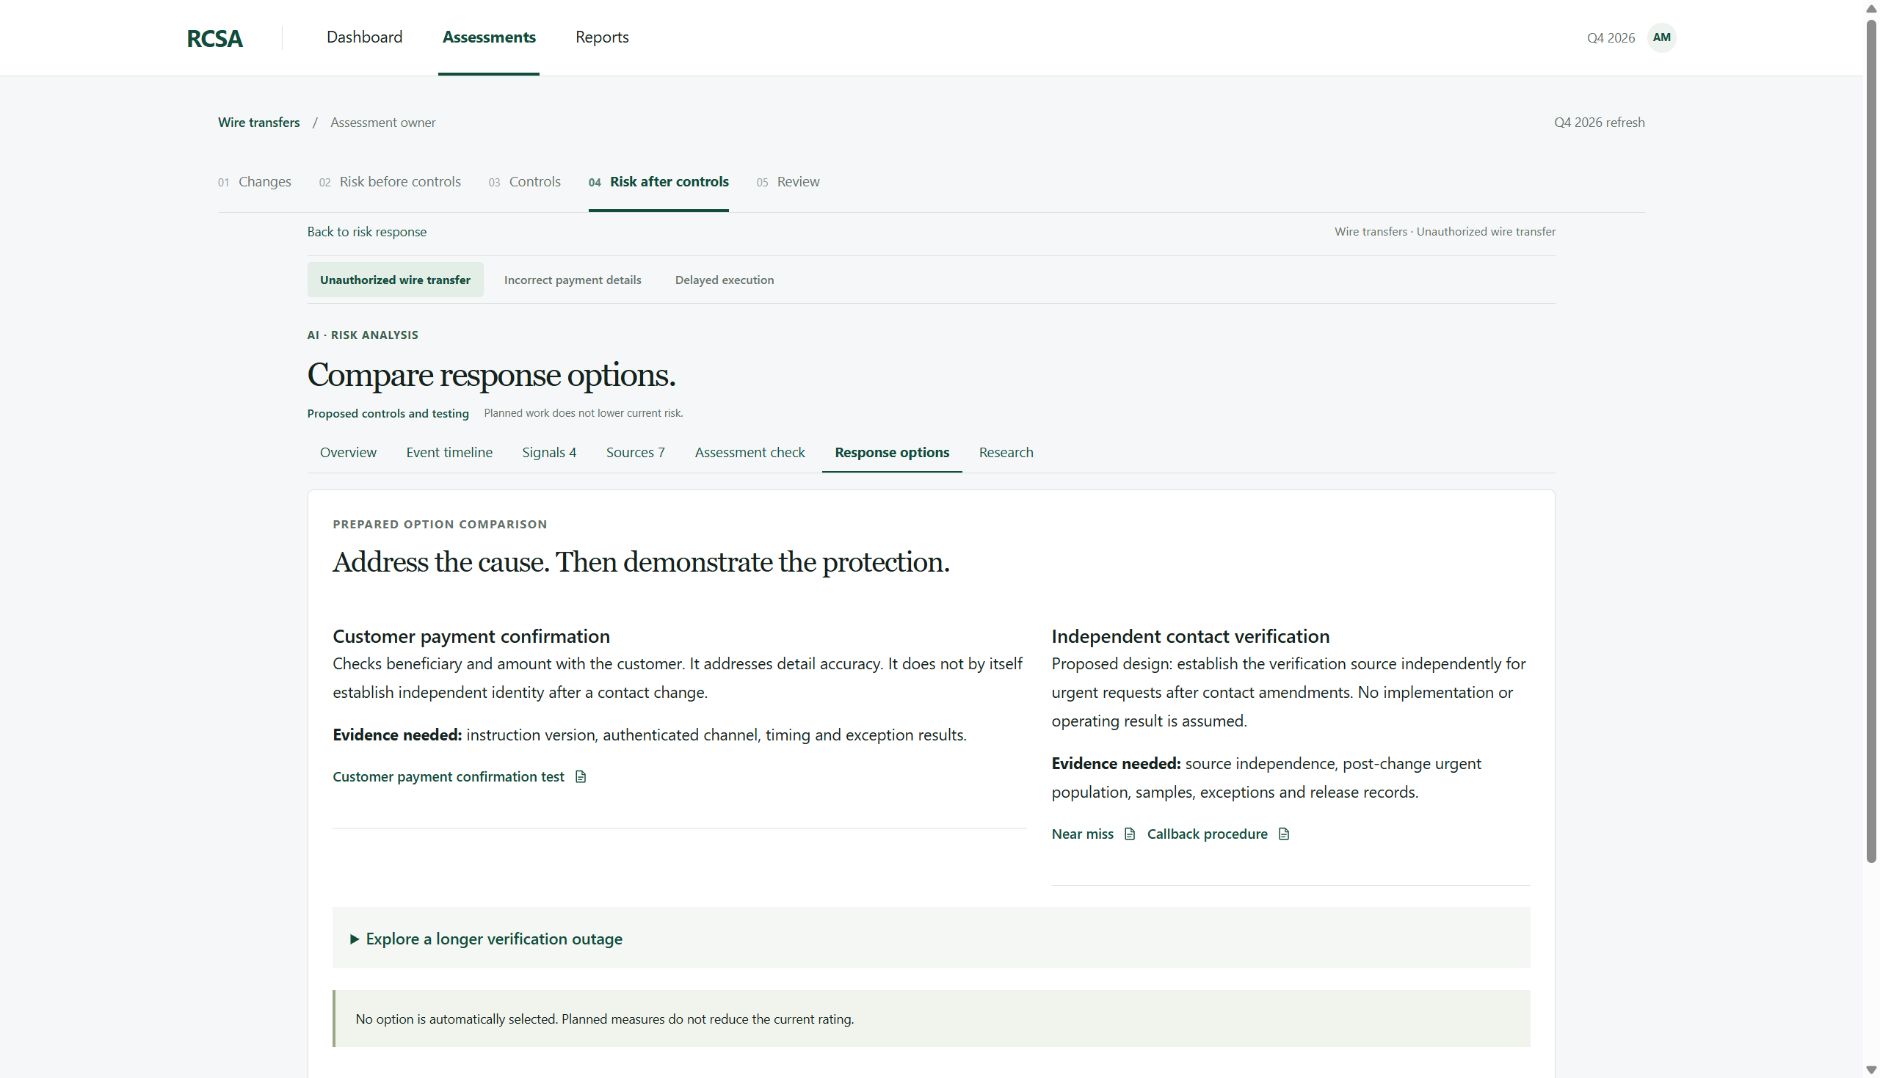 RCSA
Dashboard
Assessments
Reports
Q4 2026
AM
Wire transfers / Assessment owner
Q4 2026 refresh
01 Changes
02 Risk before controls
03 Controls
04 Risk after controls
05 Review
Back to risk response
Wire transfers · Unauthorized wire transfer
Unauthorized wire transfer
Incorrect payment details
Delayed execution
AI · RISK ANALYSIS
Compare response options.
Proposed controls and testing Planned work does not lower current risk.
Overview
Event timeline
Signals 4
Sources 7
Assessment check
Response options
Research
PREPARED OPTION COMPARISON
Address the cause. Then demonstrate the protection.
Customer payment confirmation
Checks beneficiary and amount with the customer. It addresses detail accuracy. It does not by itself
establish independent identity after a contact change.
Evidence needed: instruction version, authenticated channel, timing and exception results.
Customer payment confirmation test
Independent contact verification
Proposed design: establish the verification source independently for
urgent requests after contact amendments. No implementation or
operating result is assumed.
Evidence needed: source independence, post-change urgent
population, samples, exceptions and release records.
Near miss
Callback procedure
Explore a longer verification outage
No option is automatically selected. Planned measures do not reduce the current rating.